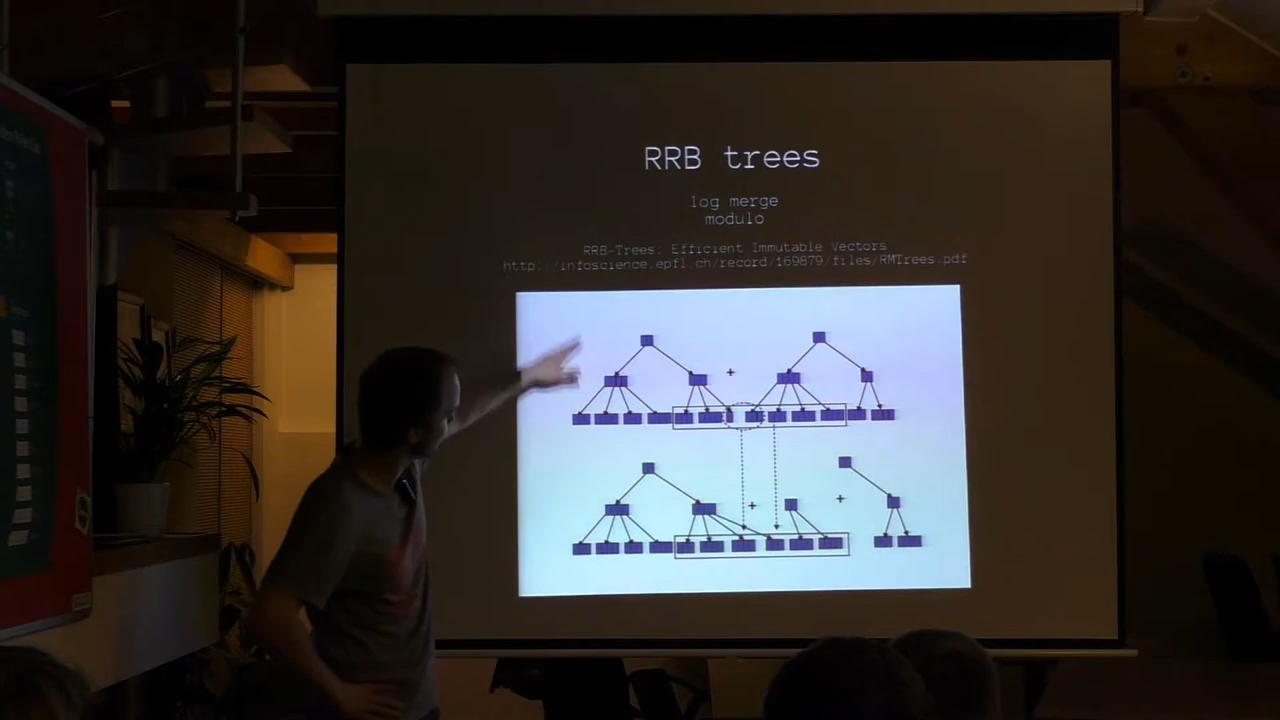 RRB trees
log merge
modulo
RRB-Trees: Efficient Immutable Vectors
http://infoscience.epfl.ch/record/169879/files/RMTrees.pdf
+
+
+